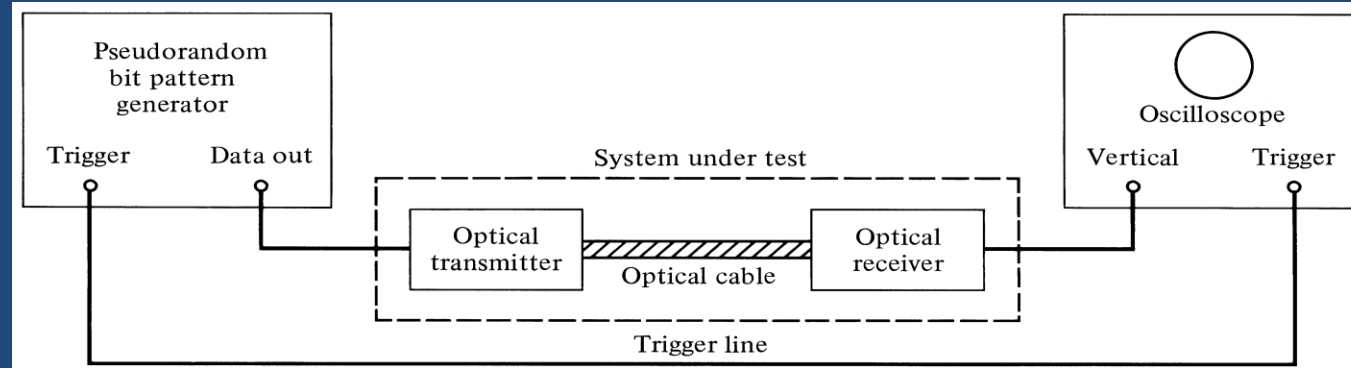 Pseudorandom
bit pattern
generator
Trigger
Data out
System under test
Optical
transmitter
Optical cable
Optical
receiver
Oscilloscope
Vertical
Trigger
Trigger line